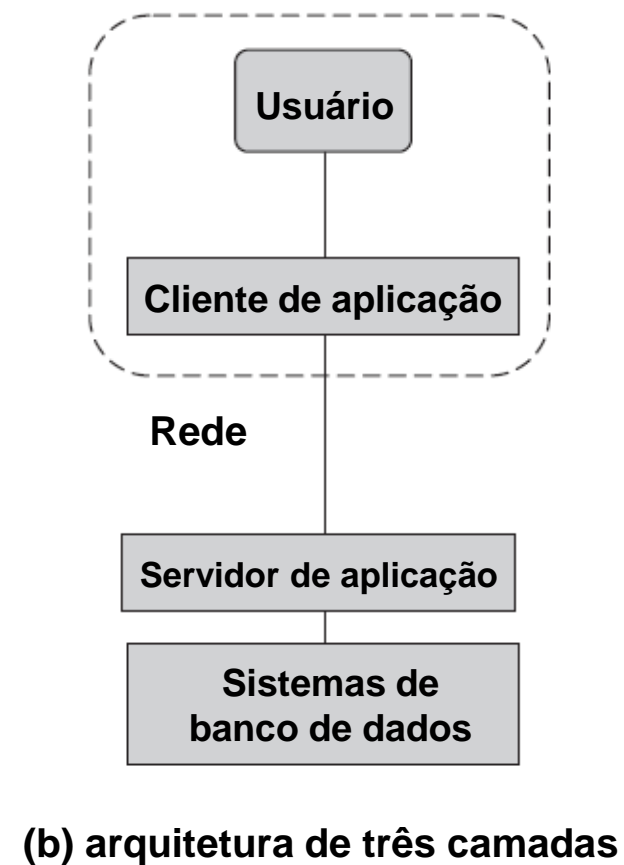 Usuário
Cliente de aplicação
Rede
Servidor de aplicação
Sistemas de
banco de dados
(b) arquitetura de três camadas